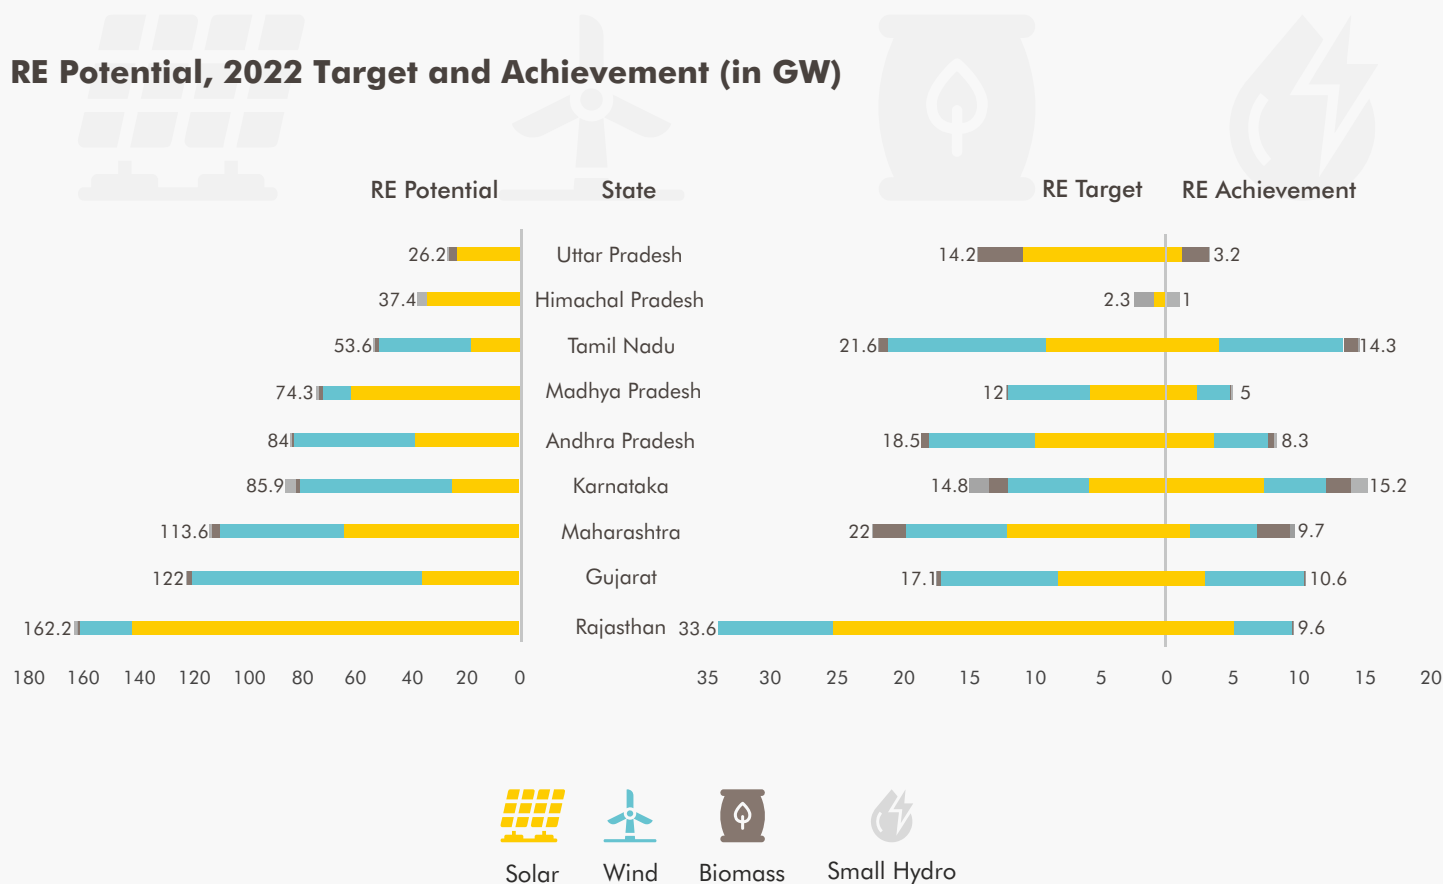 RE Potential, 2022 Target and Achievement (in GW)
RE Potential State RE Target RE Achievement
26.2 Uttar Pradesh 14.2 3.2
37.4 Himachal Pradesh 2.3 1
53.6 Tamil Nadu 21.6 14.3
74.3 Madhya Pradesh 12 5
84 Andhra Pradesh 18.5 8.3
85.9 Karnataka 14.8 15.2
113.6 Maharashtra 22 9.7
122 Gujarat 17.1 10.6
162.2 Rajasthan 33.6 9.6
180 160 140 120 100 80 60 40 20 0 35 30 25 20 15 10 5 0 5 10 15 20
Solar Wind Biomass Small Hydro